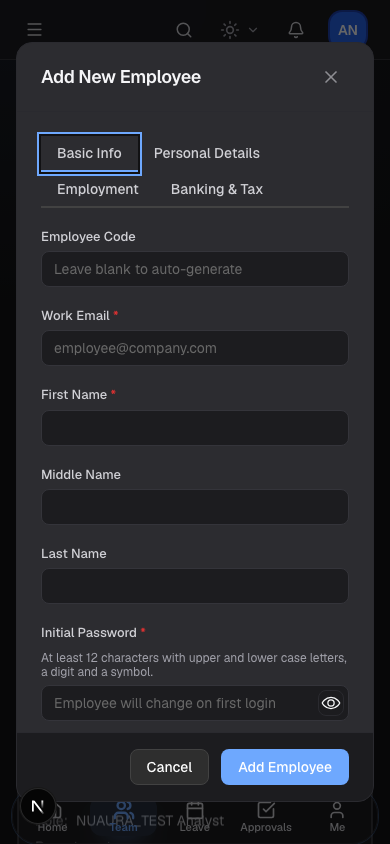 AN
Add New Employee
Basic Info
Personal Details
Employment
Banking & Tax
Employee Code
Leave blank to auto-generate
Work Email *
employee@company.com
First Name *
Middle Name
Last Name
Initial Password *
At least 12 characters with upper and lower case letters,
a digit and a symbol.
Employee will change on first login
Cancel
Add Employee
N
NUAURA_TEST Analyst
Home
Team
Leave
Approvals
Me